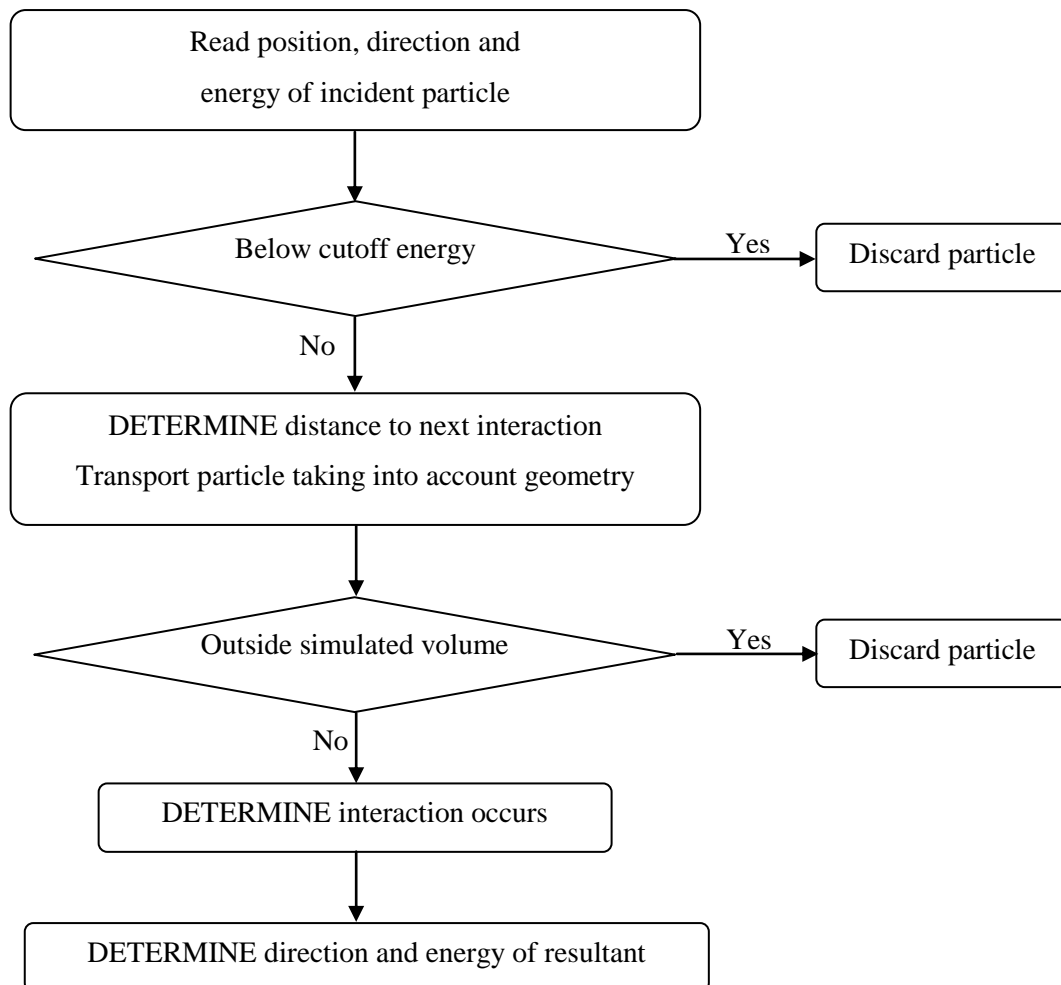 Read position, direction and
energy of incident particle
Below cutoff energy
Yes
Discard particle
No
DETERMINE distance to next interaction
Transport particle taking into account geometry
Outside simulated volume
Yes
Discard particle
No
DETERMINE interaction occurs
DETERMINE direction and energy of resultant